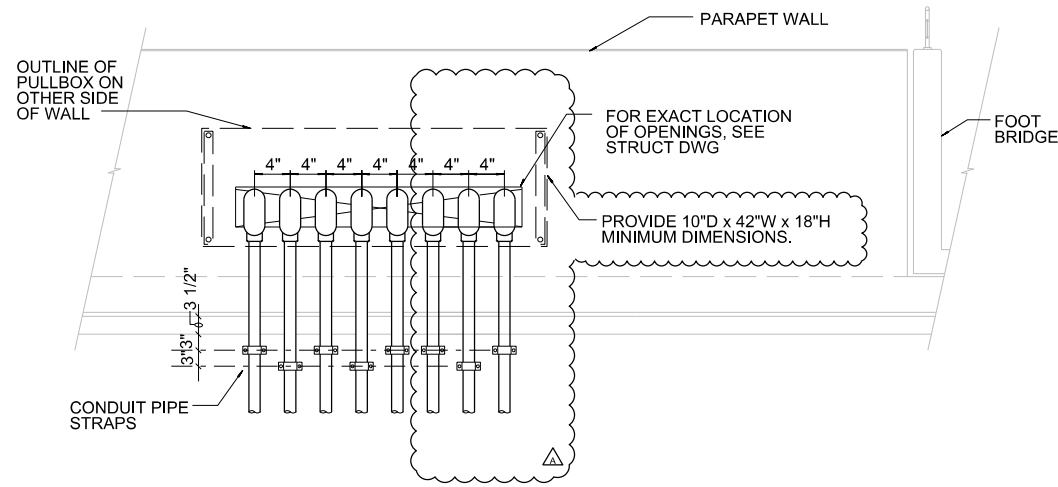 PARAPET WALL
OUTLINE OF
PULLBOX ON
OTHER SIDE
OF WALL
FOR EXACT LOCATION
OF OPENINGS, SEE
STRUCT DWG
FOOT
BRIDGE
4" 4" 4" 4" 4" 4" 4"
PROVIDE 10"D x 42"W x 18"H
MINIMUM DIMENSIONS.
3 1/2"
3"
3"
CONDUIT PIPE
STRAPS
A